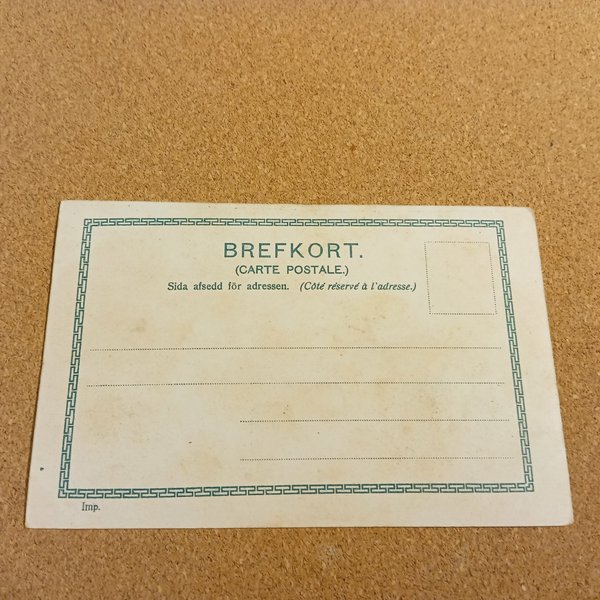 BREFKORT.
(CARTE POSTALE.)
Sida afsedd för adressen. (Côté réservé à l'adresse.)
Imp.